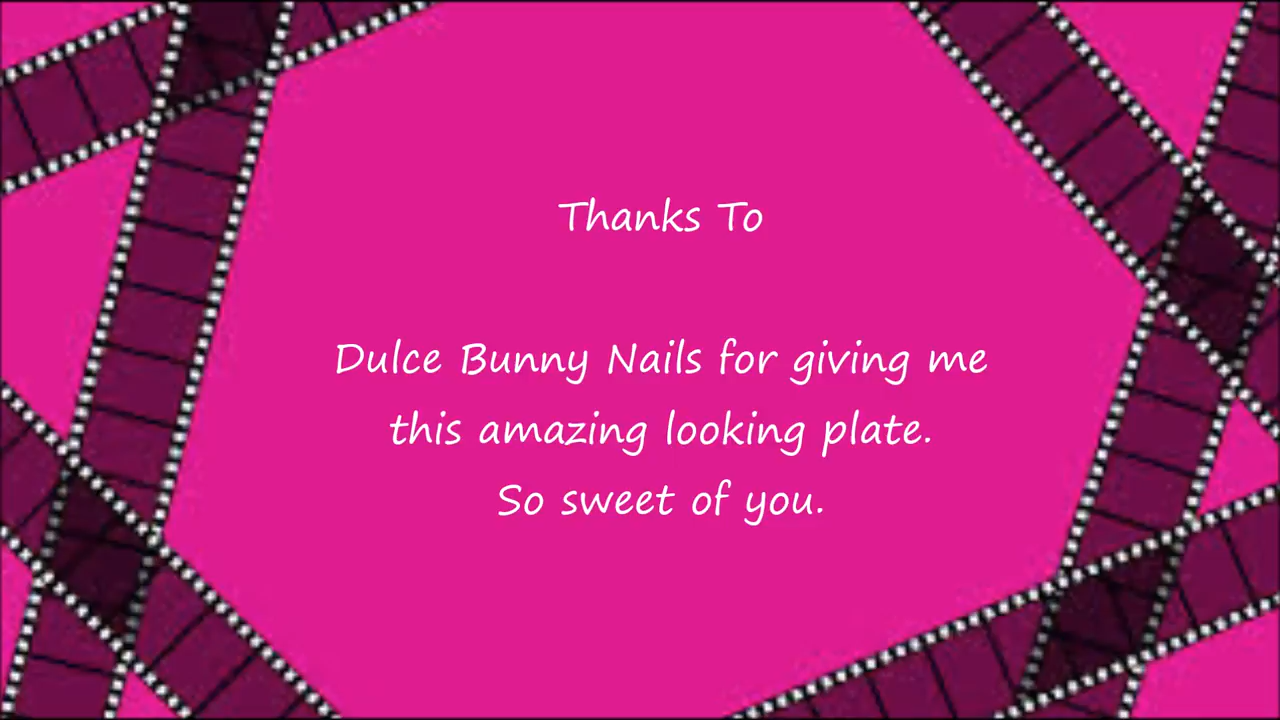 Thanks To
Dulce Bunny Nails for giving me
this amazing looking plate.
So sweet of you.